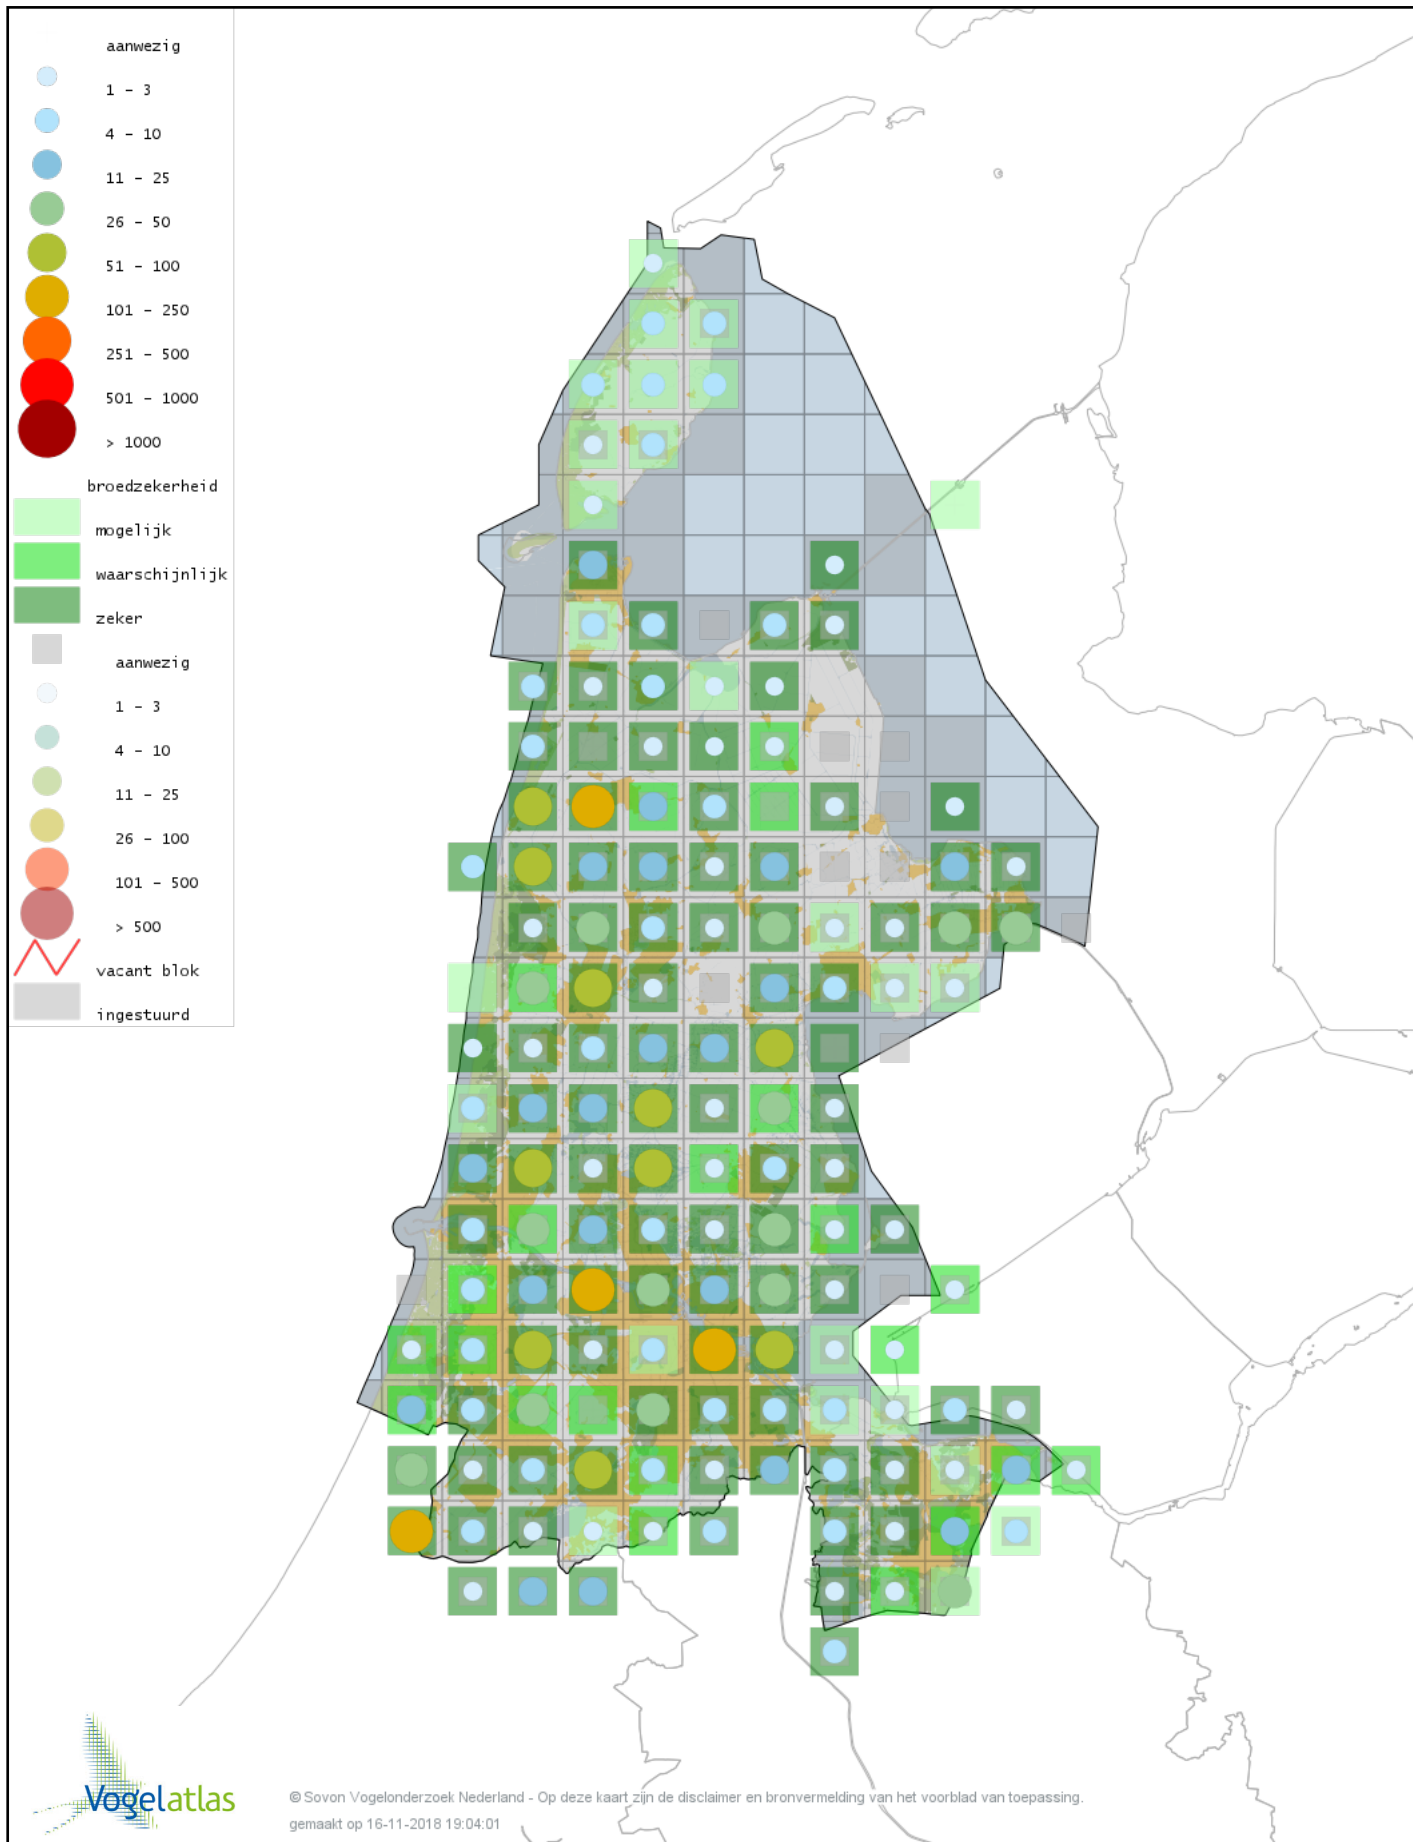 aanwezig
1 - 3
4 - 10
11 - 25
26 - 50
51 - 100
101 - 250
251 - 500
501 - 1000
> 1000
broedzekerheid
mogelijk
waarschijnlijk
zeker
aanwezig
1 - 3
4 - 10
11 - 25
26 - 100
101 - 500
> 500
vacant blok
ingestuurd
Vogelatlas
© Sovon Vogelonderzoek Nederland - Op deze kaart zijn de disclaimer en bronvermelding van het voorblad van toepassing.
gemaakt op 16-11-2018 19:04:01